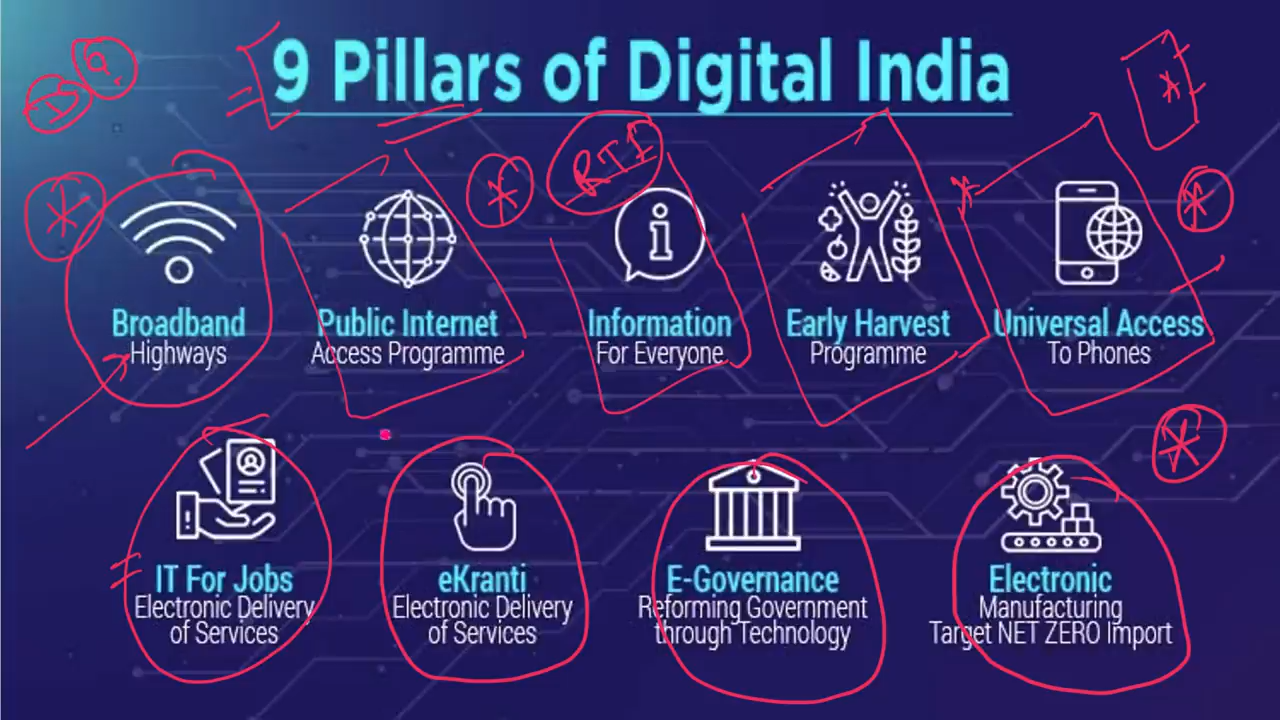 9 Pillars of Digital India
D Q.
RTI
Broadband
Highways
Public Internet
Access Programme
Information
For Everyone
Early Harvest
Programme
Universal Access
To Phones
IT For Jobs
Electronic Delivery
of Services
eKranti
Electronic Delivery
of Services
E-Governance
Reforming Government
through Technology
Electronic
Manufacturing
Target NET ZERO Import